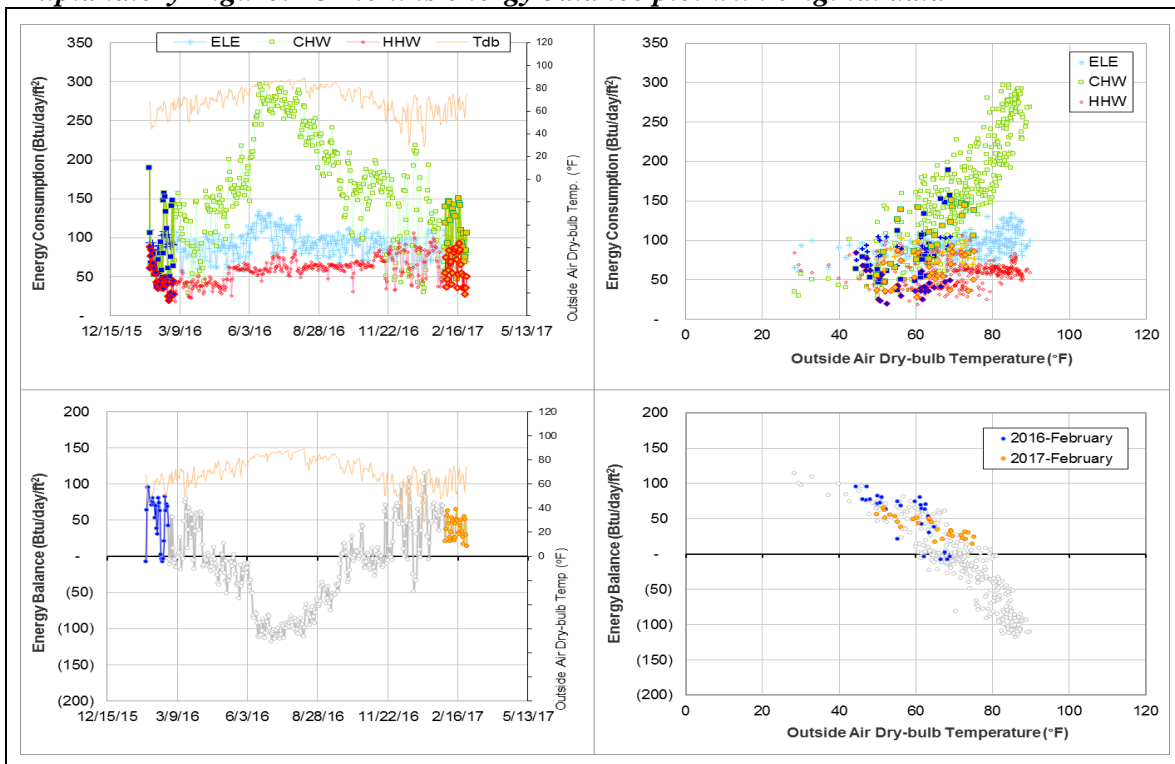 ELE CHW HHW Tdb
Energy Consumption (Btu/day/ft²)
350
300
250
200
150
100
50
-
120
100
80
60
40
20
0
Outside Air Dry-bulb Temp. (°F)
12/15/15 3/9/16 6/3/16 8/28/16 11/22/16 2/16/17 5/13/17
ELE
CHW
HHW
Energy Consumption (Btu/day/ft²)
350
300
250
200
150
100
50
-
0 20 40 60 80 100 120
Outside Air Dry-bulb Temperature (°F)
Energy Balance (Btu/day/ft²)
200
150
100
50
-
(50)
(100)
(150)
(200)
120
100
80
60
40
20
0
Outside Air Dry-bulb Temp (°F)
12/15/15 3/9/16 6/3/16 8/28/16 11/22/16 2/16/17 5/13/17
2016-February
2017-February
Energy Balance (Btu/day/ft²)
200
150
100
50
-
(50)
(100)
(150)
(200)
0 20 40 60 80 100 120
Outside Air Dry-bulb Temperature (°F)